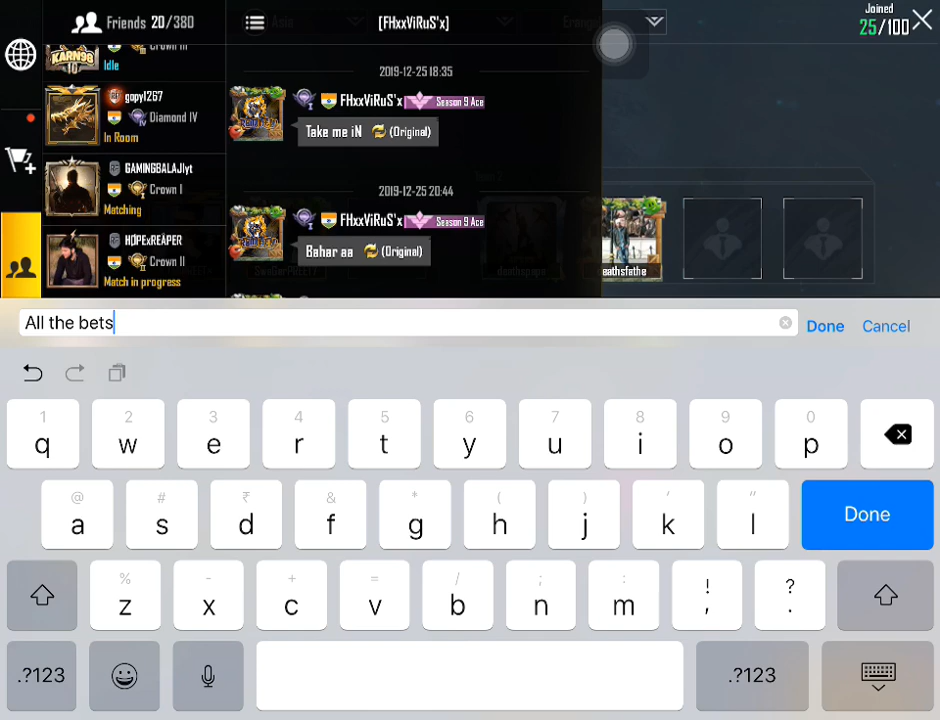 Friends 20/380
[FHxxViRuS'x]
Joined
25/100
KARN98
Crown III
Idle
gopy1267
Diamond IV
In Room
GAMINGBALAJIyt
Crown I
Matching
HOPExREAPER
Crown II
Match in progress
2019-12-25 18:35
FHxxViRuS'x Season 9 Ace
Take me iN (Original)
2019-12-25 20:44
FHxxViRuS'x Season 9 Ace
Bahar aa (Original)
deathspapa
eathsfathe
All the bets
Done Cancel
1 2 3 4 5 6 7 8 9 0
q w e r t y u i o p
@ # ₹ & * ( ) ' "
a s d f g h j k l Done
% - + = / ; : ! ?
z x c v b n m , .
.?123 .?123